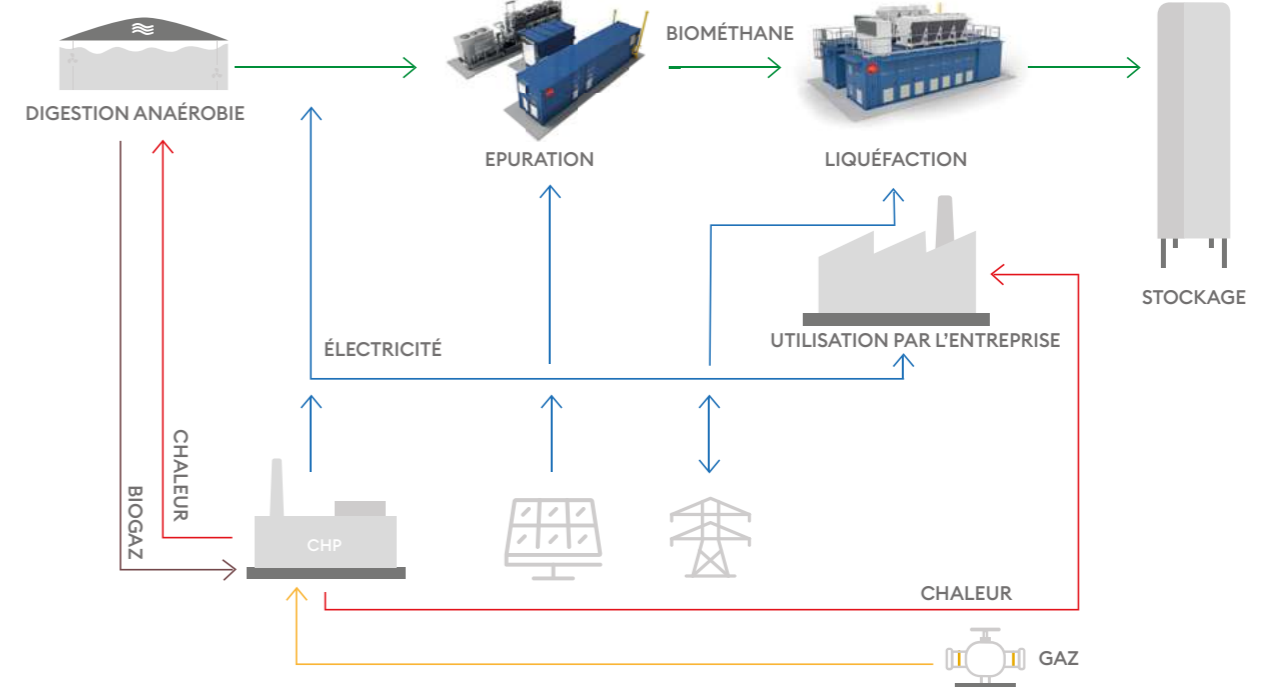 BIOMÉTHANE
DIGESTION ANAÉROBIE
EPURATION
LIQUÉFACTION
STOCKAGE
UTILISATION PAR L'ENTREPRISE
ÉLECTRICITÉ
CHALEUR
BIOGAZ
CHP
CHALEUR
GAZ